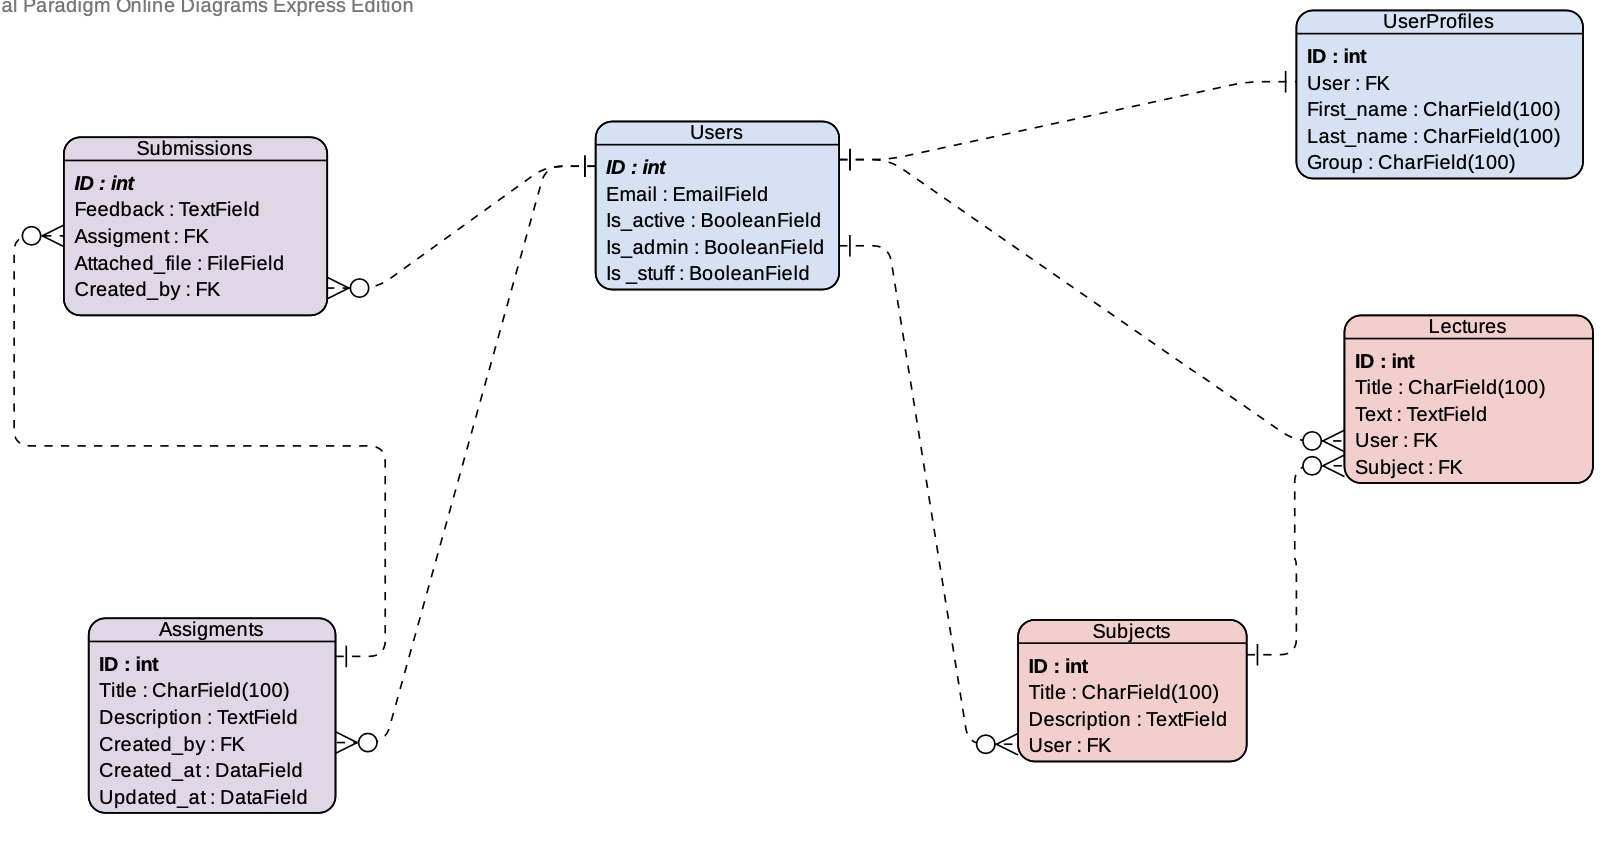 al Paradigm Online Diagrams Express Edition
UserProfiles
ID : int
User : FK
First_name : CharField(100)
Last_name : CharField(100)
Group : CharField(100)
Users
ID : int
Email : EmailField
Is_active : BooleanField
Is_admin : BooleanField
Is _stuff : BooleanField
Submissions
ID : int
Feedback : TextField
Assigment : FK
Attached_file : FileField
Created_by : FK
Lectures
ID : int
Title : CharField(100)
Text : TextField
User : FK
Subject : FK
Assigments
ID : int
Title : CharField(100)
Description : TextField
Created_by : FK
Created_at : DataField
Updated_at : DataField
Subjects
ID : int
Title : CharField(100)
Description : TextField
User : FK